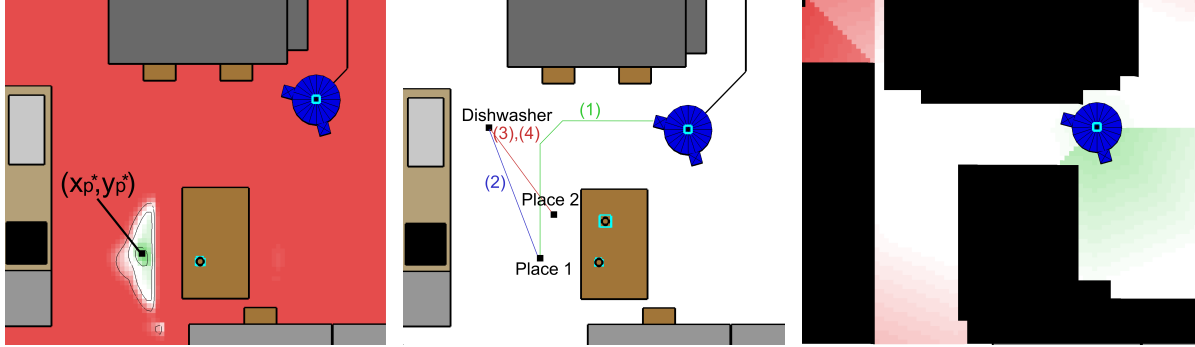 (xp*,yp*)
Dishwasher
(1)
(3),(4)
(2)
Place 2
Place 1